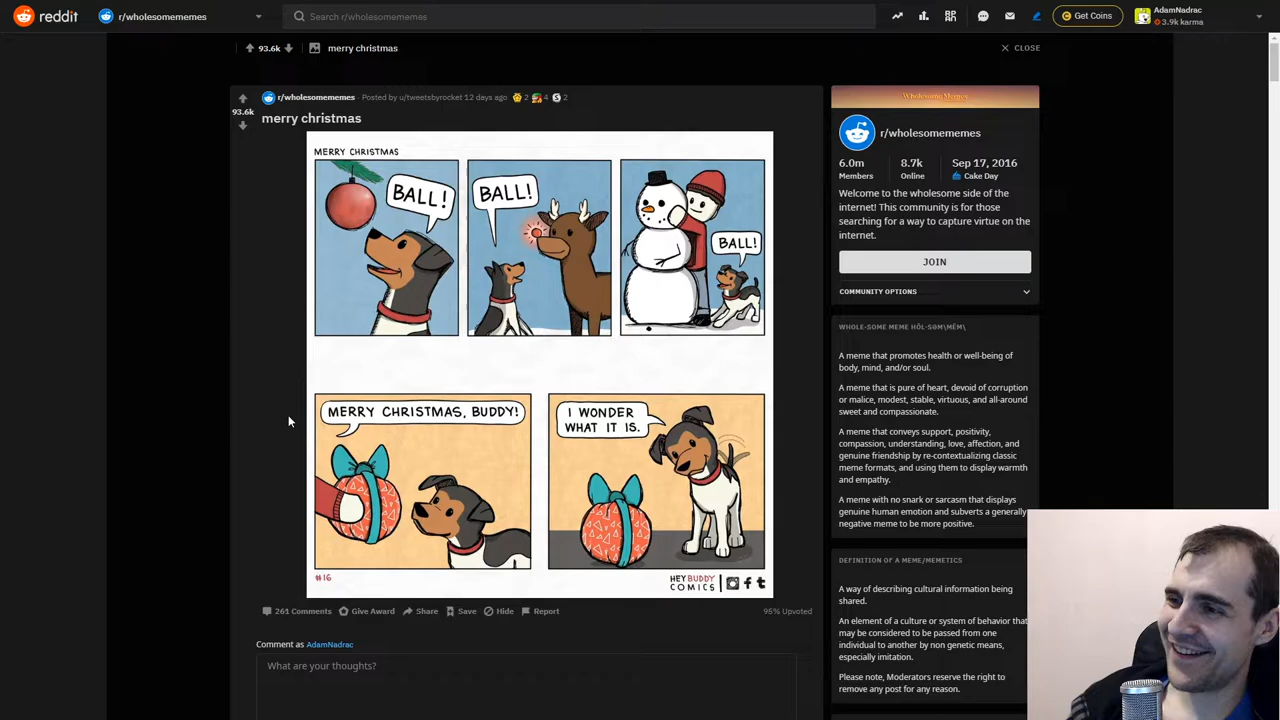 reddit
r/wholesomememes
Search r/wholesomememes
Get Coins
AdamNadrac
3.9k karma
93.6k
merry christmas
CLOSE
r/wholesomememes · Posted by u/tweetsbyrocket 12 days ago 2 4 2
93.6k
merry christmas
MERRY CHRISTMAS
BALL!
BALL!
BALL!
MERRY CHRISTMAS, BUDDY!
I WONDER
WHAT IT IS.
#16
HEY BUDDY
COMICS
261 Comments
Give Award
Share
Save
Hide
Report
95% Upvoted
Comment as AdamNadrac
What are your thoughts?
Wholesome Memes
r/wholesomememes
6.0m
Members
8.7k
Online
Sep 17, 2016
Cake Day
Welcome to the wholesome side of the
internet! This community is for those
searching for a way to capture virtue on the
internet.
JOIN
COMMUNITY OPTIONS
WHOLE·SOME MEME HŌL-SƏM\MĒM\
A meme that promotes health or well-being of
body, mind, and/or soul.
A meme that is pure of heart, devoid of corruption
or malice, modest, stable, virtuous, and all-around
sweet and compassionate.
A meme that conveys support, positivity,
compassion, understanding, love, affection, and
genuine friendship by re-contextualizing classic
meme formats, and using them to display warmth
and empathy.
A meme with no snark or sarcasm that displays
genuine human emotion and subverts a generally
negative meme to be more positive.
DEFINITION OF A MEME/MEMETICS
A way of describing cultural information being
shared.
An element of a culture or system of behavior that
may be considered to be passed from one
individual to another by non genetic means,
especially imitation.
Please note, Moderators reserve the right to
remove any post for any reason.